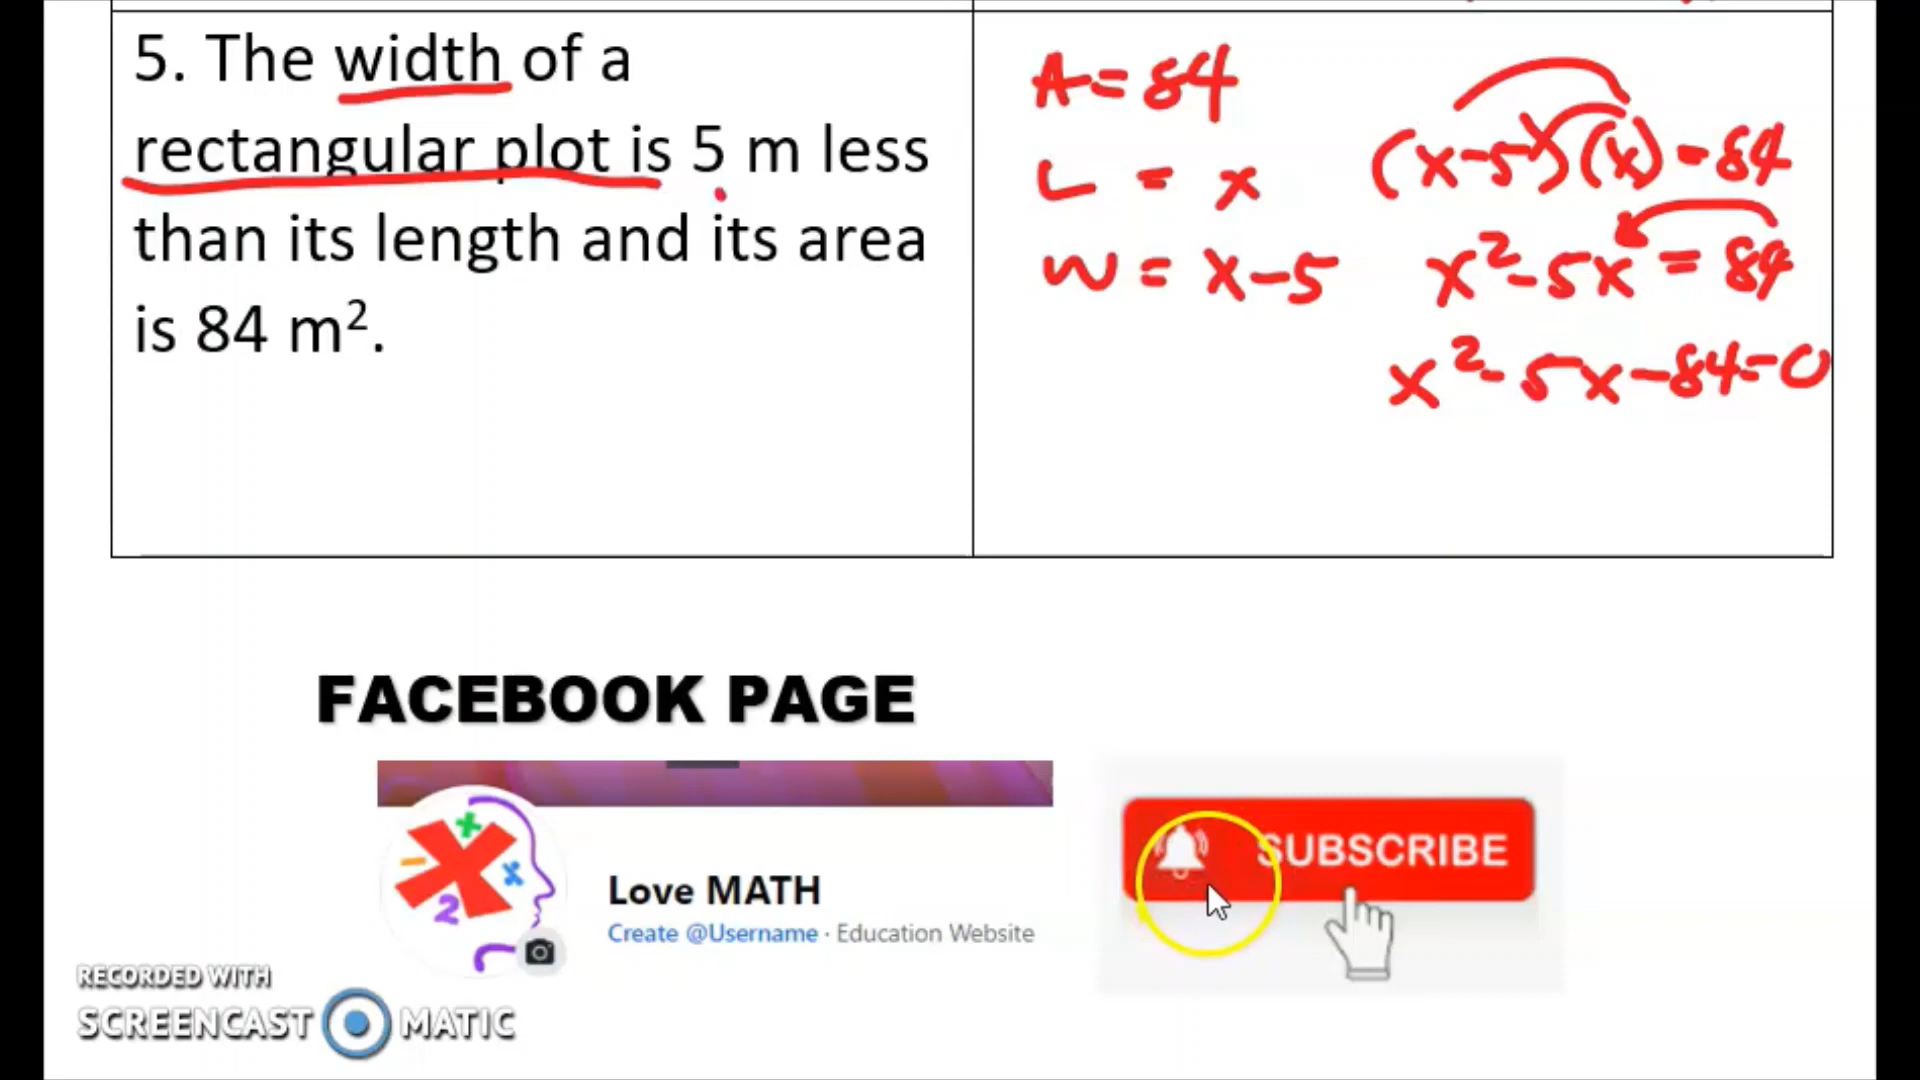 5. The width of a
rectangular plot is 5 m less
than its length and its area
is 84 m².
A = 84
L = x
W = x - 5
(x-5)(x) = 84
x² - 5x = 84
x² - 5x - 84 = 0
FACEBOOK PAGE
Love MATH
Create @Username · Education Website
SUBSCRIBE
RECORDED WITH
SCREENCAST MATIC